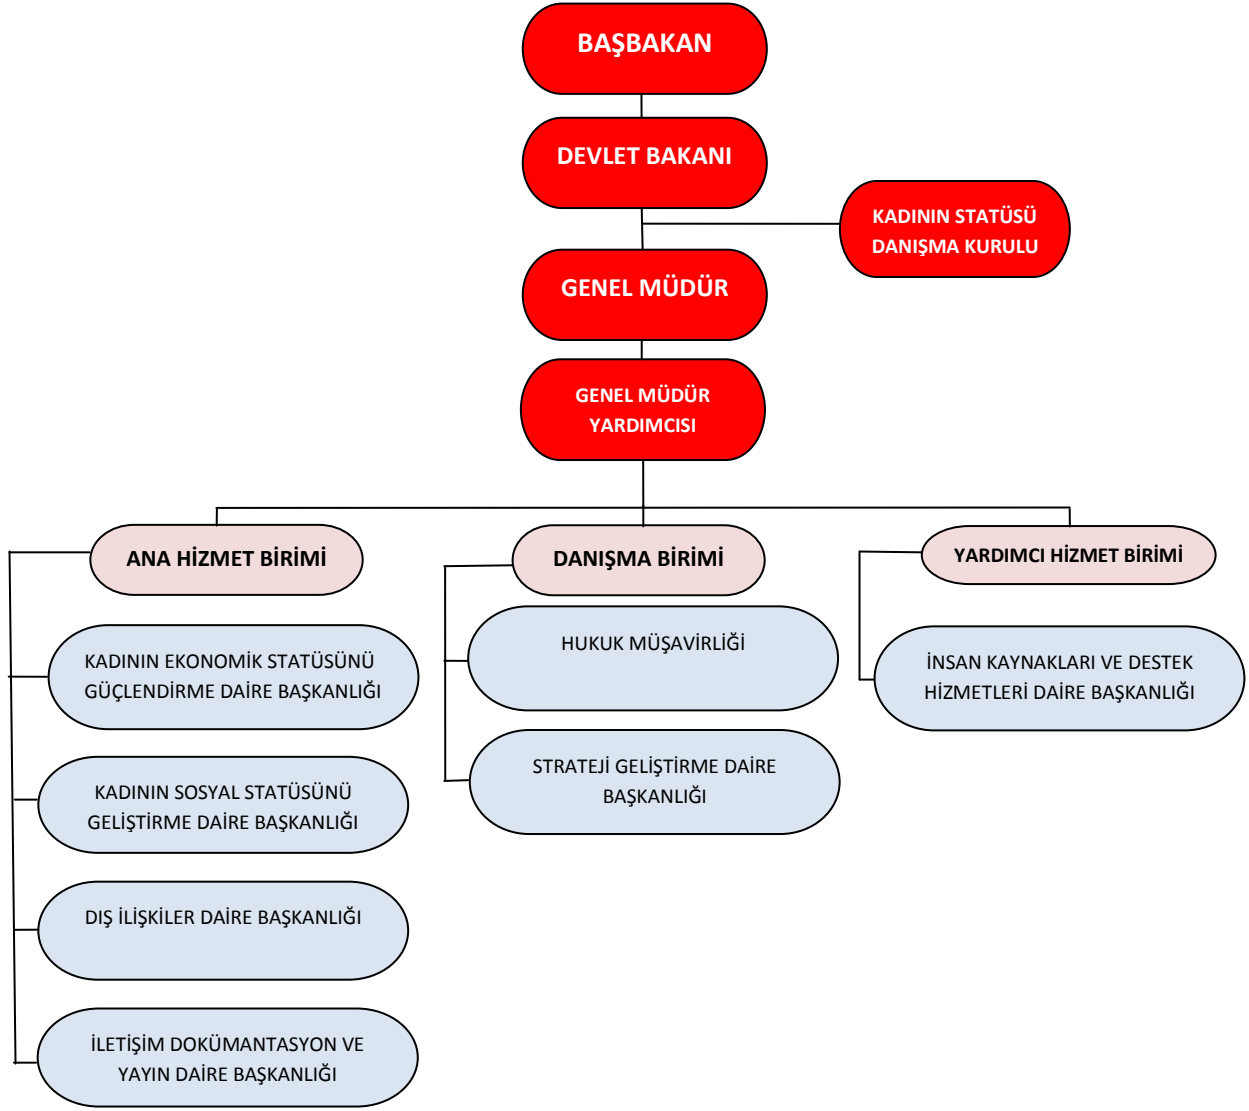 BAŞBAKAN
DEVLET BAKANI
KADININ STATÜSÜ
DANIŞMA KURULU
GENEL MÜDÜR
GENEL MÜDÜR
YARDIMCISI
ANA HİZMET BİRİMİ
KADININ EKONOMİK STATÜSÜNÜ
GÜÇLENDİRME DAİRE BAŞKANLIĞI
KADININ SOSYAL STATÜSÜNÜ
GELİŞTİRME DAİRE BAŞKANLIĞI
DIŞ İLİŞKİLER DAİRE BAŞKANLIĞI
İLETİŞİM DOKÜMANTASYON VE
YAYIN DAİRE BAŞKANLIĞI
DANIŞMA BİRİMİ
HUKUK MÜŞAVİRLİĞİ
STRATEJİ GELİŞTİRME DAİRE
BAŞKANLIĞI
YARDIMCI HİZMET BİRİMİ
İNSAN KAYNAKLARI VE DESTEK
HİZMETLERİ DAİRE BAŞKANLIĞI